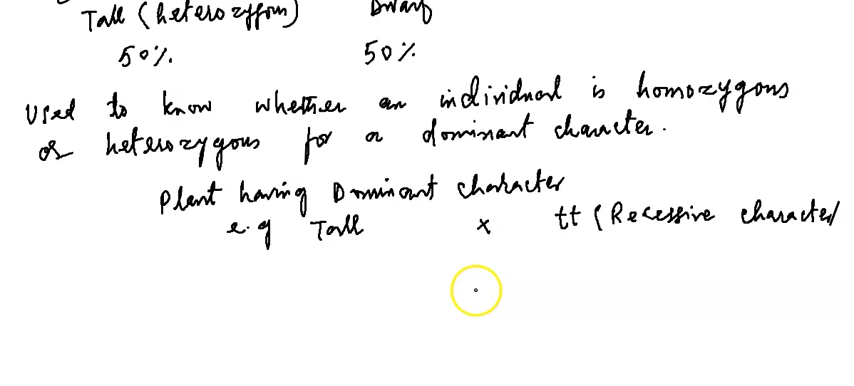 Tall (heterozygous) Dwarf
50% 50%
Used to know whether an individual is homozygous
or heterozygous for a dominant character.
Plant having Dominant character
e.g Tall x tt (Recessive character